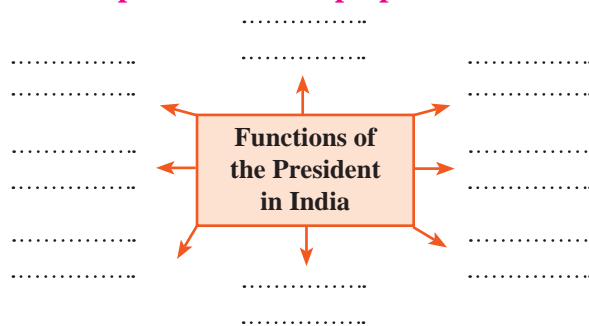 Functions of
the President
in India